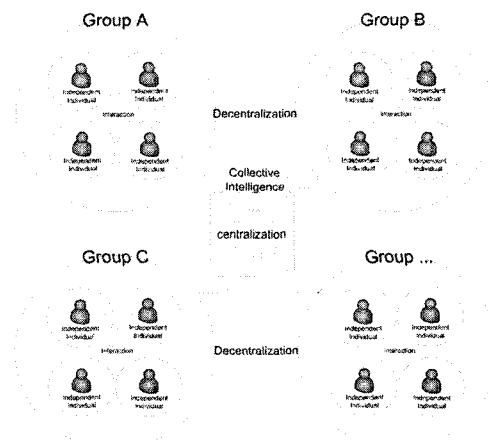 Group A
Group B
Independent
Individual
Independent
Individual
Independent
Individual
Independent
Individual
Interaction
Decentralization
Interaction
Independent
Individual
Independent
Individual
Independent
Individual
Independent
Individual
Collective
Intelligence
centralization
Group C
Group ...
Independent
Individual
Independent
Individual
Independent
Individual
Independent
Individual
Interaction
Decentralization
Interaction
Independent
Individual
Independent
Individual
Independent
Individual
Independent
Individual